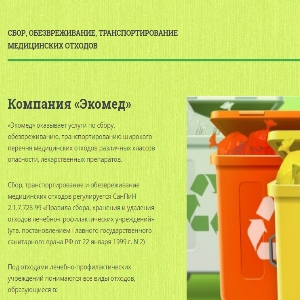 СБОР, ОБЕЗВРЕЖИВАНИЕ, ТРАНСПОРТИРОВАНИЕ
МЕДИЦИНСКИХ ОТХОДОВ
Компания «Экомед»
«Экомед» оказывает услуги по сбору,
обезвреживанию, транспортированию широкого
перечня медицинских отходов различных классов
опасности, лекарственных препаратов.
Сбор, транспортирование и обезвреживание
медицинских отходов регулируется СанПиН
2.1.7.728-99 «Правила сбора, хранения и удаления
отходов лечебно-профилактических учреждений»
(утв. постановлением Главного государственного
санитарного врача РФ от 22 января 1999 г. N 2).
Под отходами лечебно-профилактических
учреждений понимаются все виды отходов,
образующиеся в: